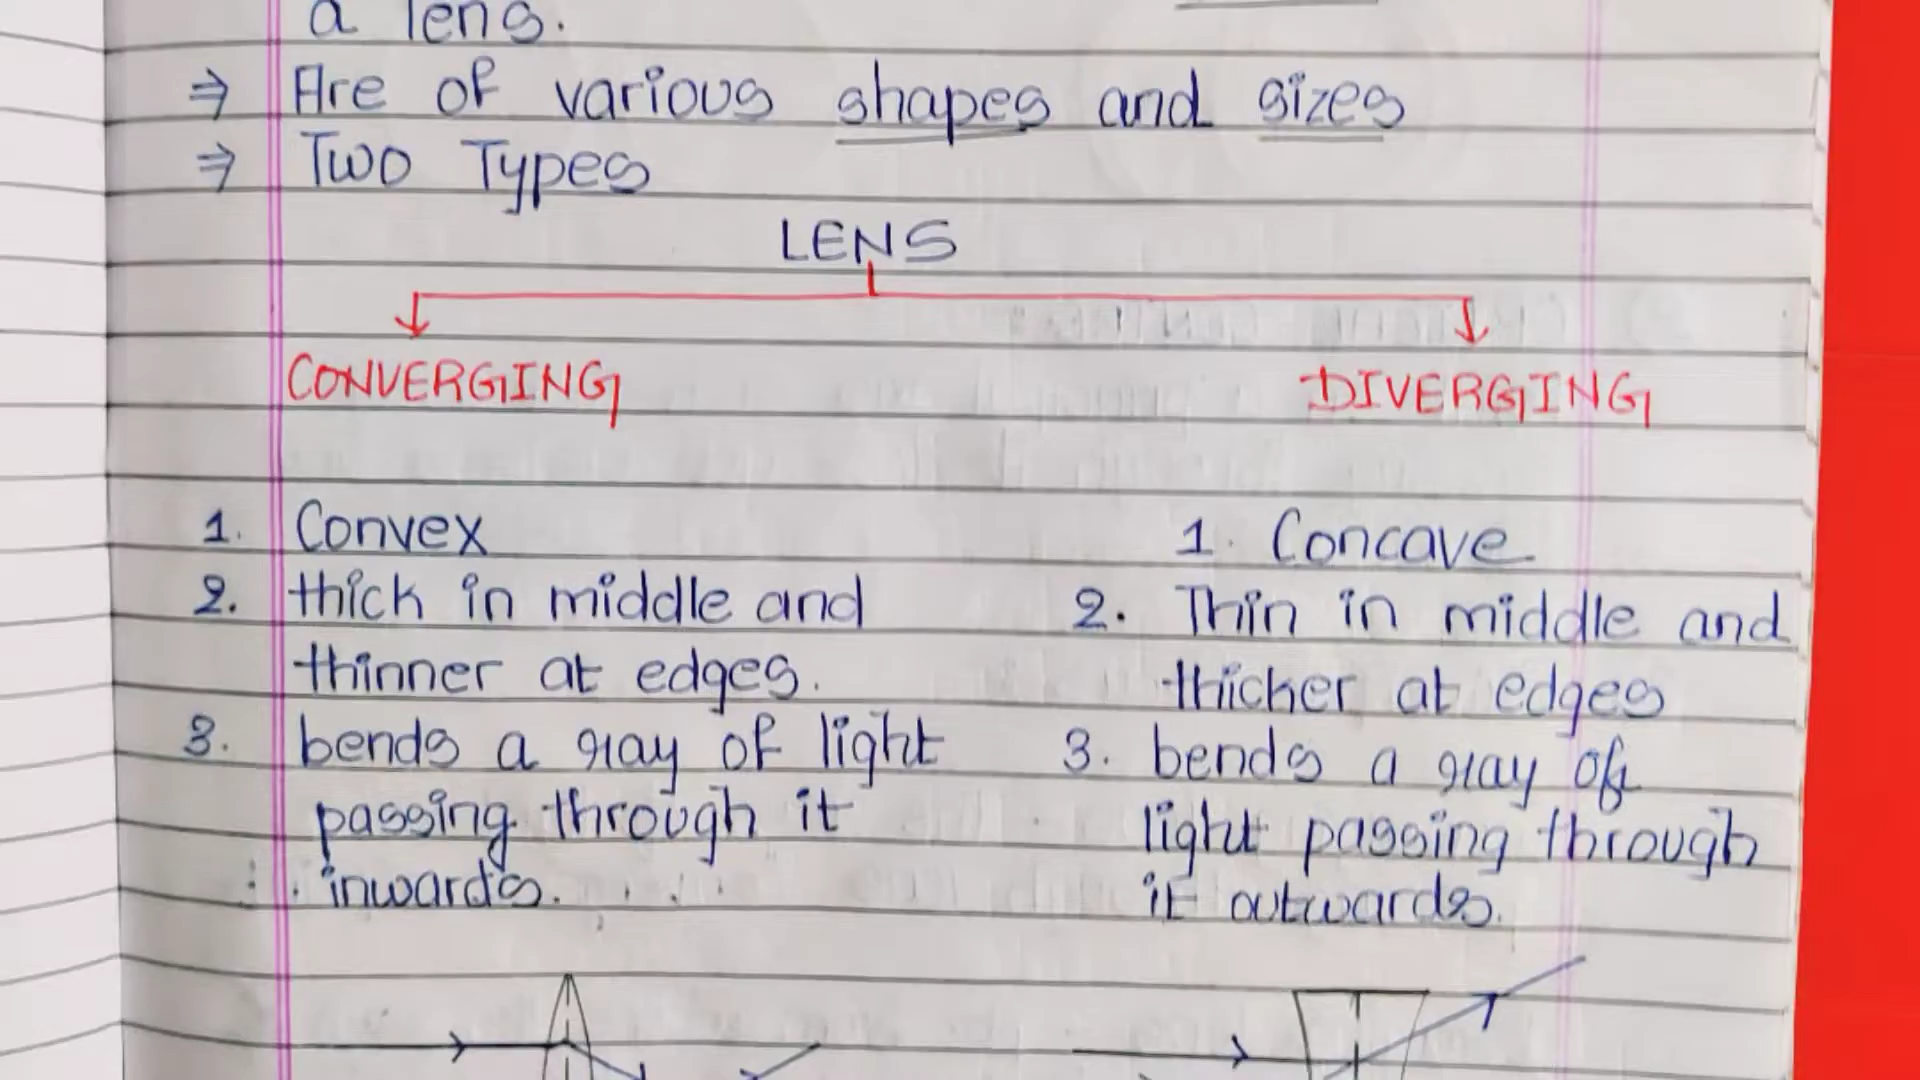 a lens.
⇒ Are of various shapes and sizes
⇒ Two Types
LENS
CONVERGING
DIVERGING
1. Convex
2. thick in middle and
thinner at edges.
3. bends a ray of light
passing through it
inwards.
1. Concave
2. Thin in middle and
thicker at edges
3. bends a ray of
light passing through
it outwards.